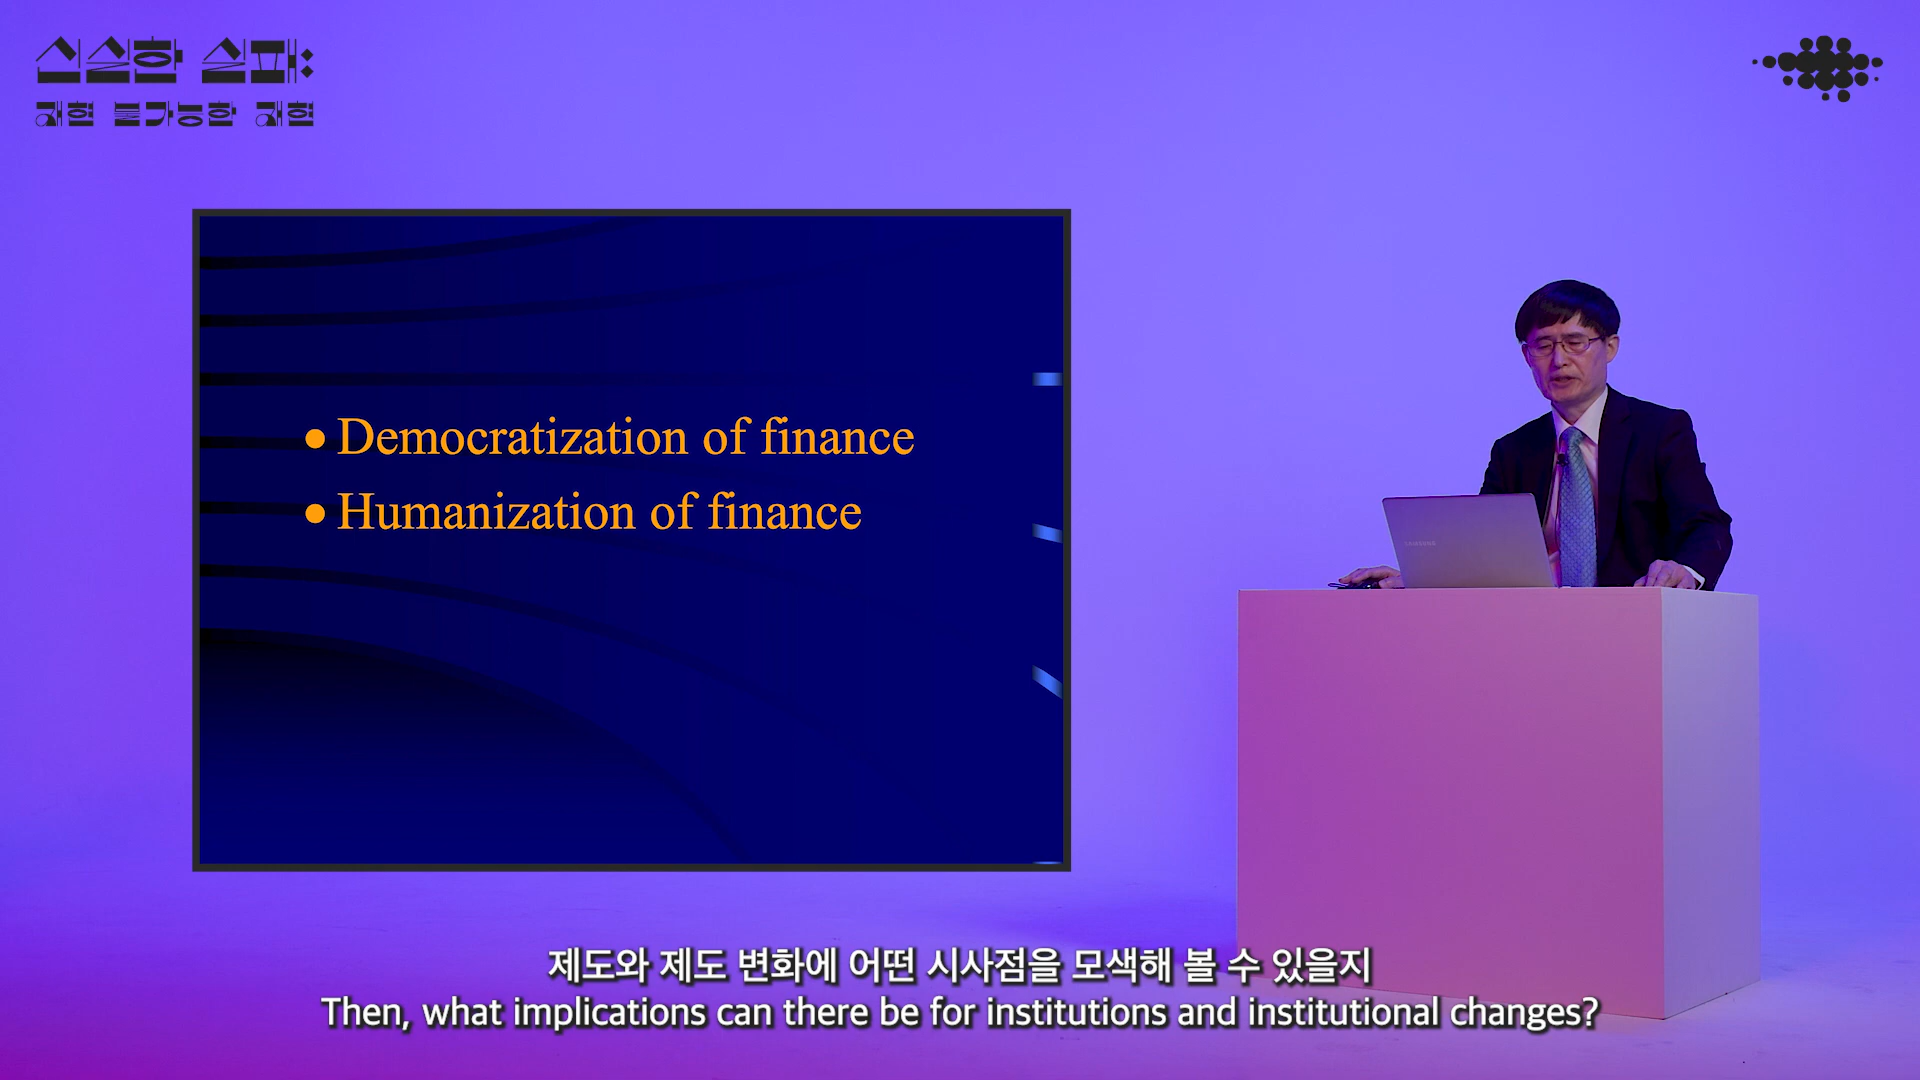 신실한 실패:
재현 불가능한 재현
• Democratization of finance
• Humanization of finance
SAMSUNG
제도와 제도 변화에 어떤 시사점을 모색해 볼 수 있을지
Then, what implications can there be for institutions and institutional changes?